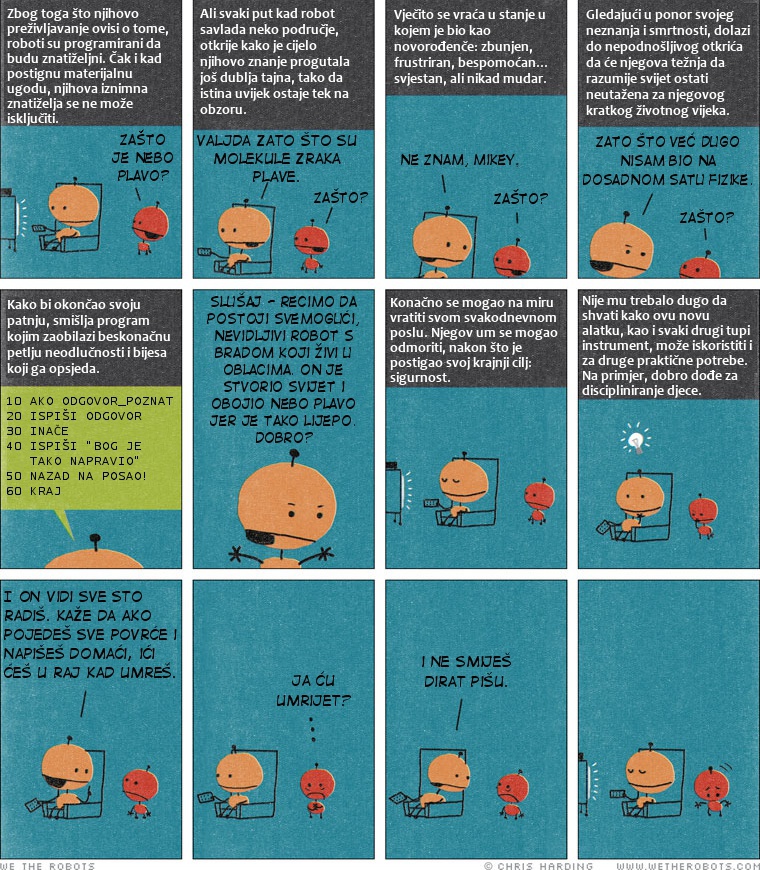 Zbog toga što njihovo
preživljavanje ovisi o tome,
roboti su programirani da
budu znatiželjni. Čak i kad
postignu materijalnu
ugodu, njihova iznimna
znatiželja se ne može
isključiti.
ZAŠTO
JE NEBO
PLAVO?
Ali svaki put kad robot
savlada neko područje,
otkrije kako je cijelo
njihovo znanje progutala
još dublja tajna, tako da
istina uvijek ostaje tek na
obzoru.
VALJDA ZATO ŠTO SU
MOLEKULE ZRAKA
PLAVE.
ZAŠTO?
Vječito se vraća u stanje u
kojem je bio kao
novorođenče: zbunjen,
frustriran, bespomoćan...
svjestan, ali nikad mudar.
NE ZNAM, MIKEY.
ZAŠTO?
Gledajući u ponor svojeg
neznanja i smrtnosti, dolazi
do nepodnošljivog otkrića
da će njegova težnja da
razumije svijet ostati
neutažena za njegovog
kratkog životnog vijeka.
ZATO ŠTO VEĆ DUGO
NISAM BIO NA
DOSADNOM SATU FIZIKE.
ZAŠTO?
Kako bi okončao svoju
patnju, smišlja program
kojim zaobilazi beskonačnu
petlju neodlučnosti i bijesa
koji ga opsjeda.
10 AKO ODGOVOR_POZNAT
20 ISPIŠI ODGOVOR
30 INAČE
40 ISPIŠI "BOG JE
TAKO NAPRAVIO"
50 NAZAD NA POSAO!
60 KRAJ
SLUŠAJ - RECIMO DA
POSTOJI SVEMOGUĆI,
NEVIDLJIVI ROBOT S
BRADOM KOJI ŽIVI U
OBLACIMA. ON JE
STVORIO SVIJET I
OBOJIO NEBO PLAVO
JER JE TAKO LIJEPO.
DOBRO?
Konačno se mogao na miru
vratiti svom svakodnevnom
poslu. Njegov um se mogao
odmoriti, nakon što je
postigao svoj krajnji cilj:
sigurnost.
Nije mu trebalo dugo da
shvati kako ovu novu
alatku, kao i svaki drugi tupi
instrument, može iskoristiti i
za druge praktične potrebe.
Na primjer, dobro dođe za
discipliniranje djece.
I ON VIDI SVE STO
RADIŠ. KAŽE DA AKO
POJEDEŠ SVE POVRĆE I
NAPIŠEŠ DOMAĆI, IĆI
ĆEŠ U RAJ KAD UMREŠ.
JA ĆU
UMRIJET?
I NE SMIJEŠ
DIRAT PIŠU.
WE THE ROBOTS
© CHRIS HARDING
WWW.WETHEROBOTS.COM